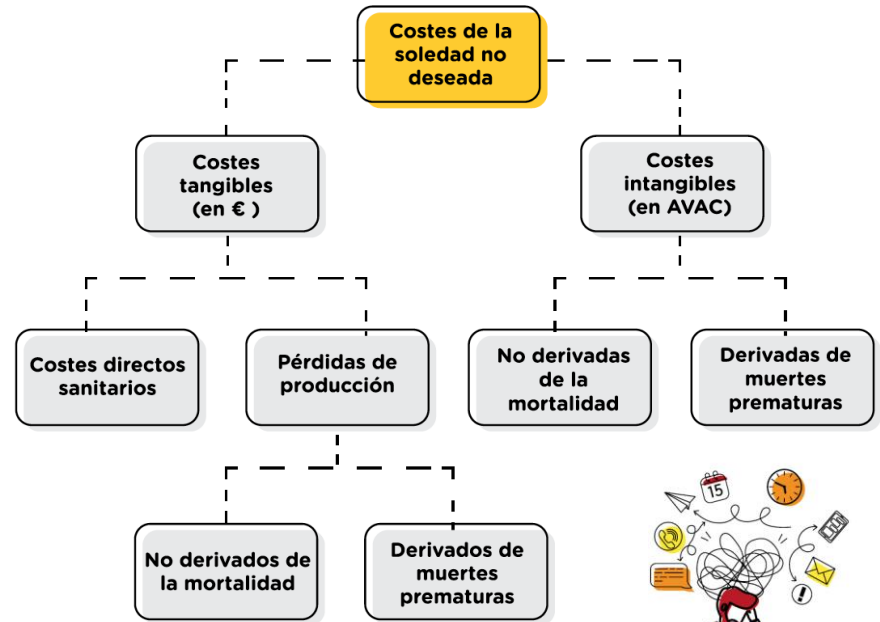 Costes de la
soledad no
deseada
Costes
tangibles
(en € )
Costes
intangibles
(en AVAC)
Costes directos
sanitarios
Pérdidas de
producción
No derivadas
de la
mortalidad
Derivadas de
muertes
prematuras
No derivados de
la mortalidad
Derivados de
muertes
prematuras
15
!